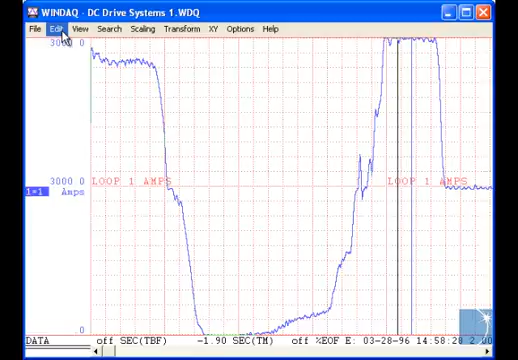 WINDAQ - DC Drive Systems 1.WDQ
File Edit View Search Scaling Transform XY Options Help
3000 0
3000 0 LOOP 1 AMPS LOOP 1 AMPS
1=1 Amps
0
DATA off SEC(TBF) -1.90 SEC(TM) off %EOF E: 03-28-96 14:58:28